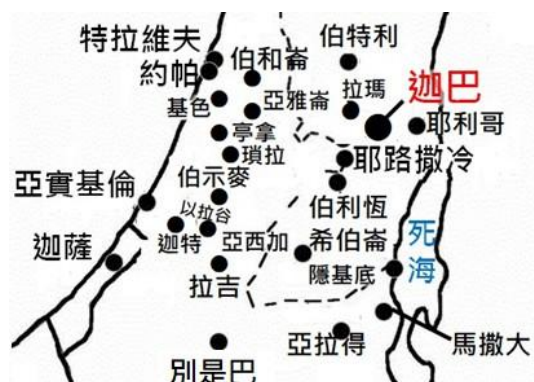 特拉維夫
約帕
伯和崙
伯特利
基色
亞雅崙
拉瑪
迦巴
亭拿
耶利哥
瑣拉
耶路撒冷
亞實基倫
伯示麥
伯利恆
以拉谷
迦特
亞西加
希伯崙
死海
迦薩
拉吉
隱基底
別是巴
亞拉得
馬撒大